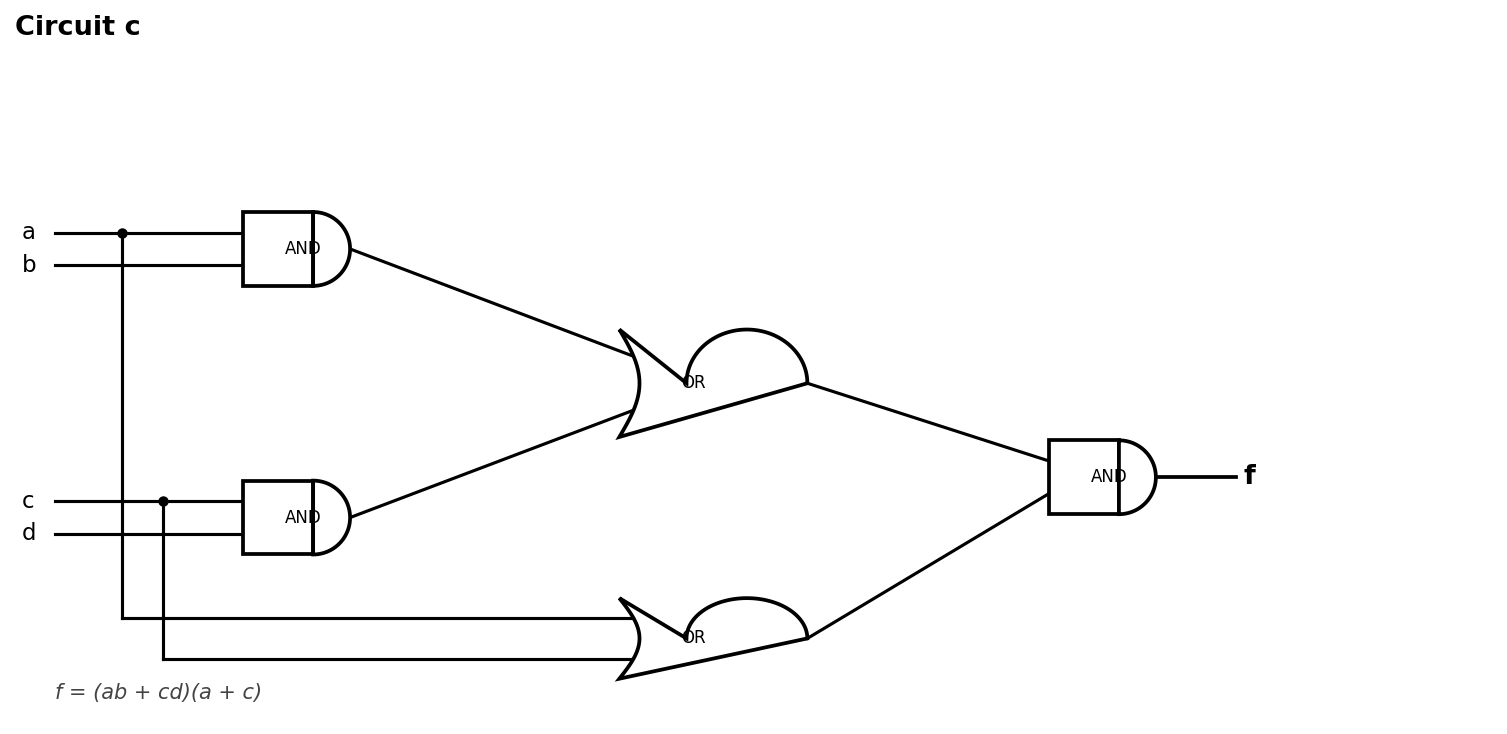 Circuit c
a
b
AND
OR
c
d
AND
AND
f
OR
f = (ab + cd)(a + c)